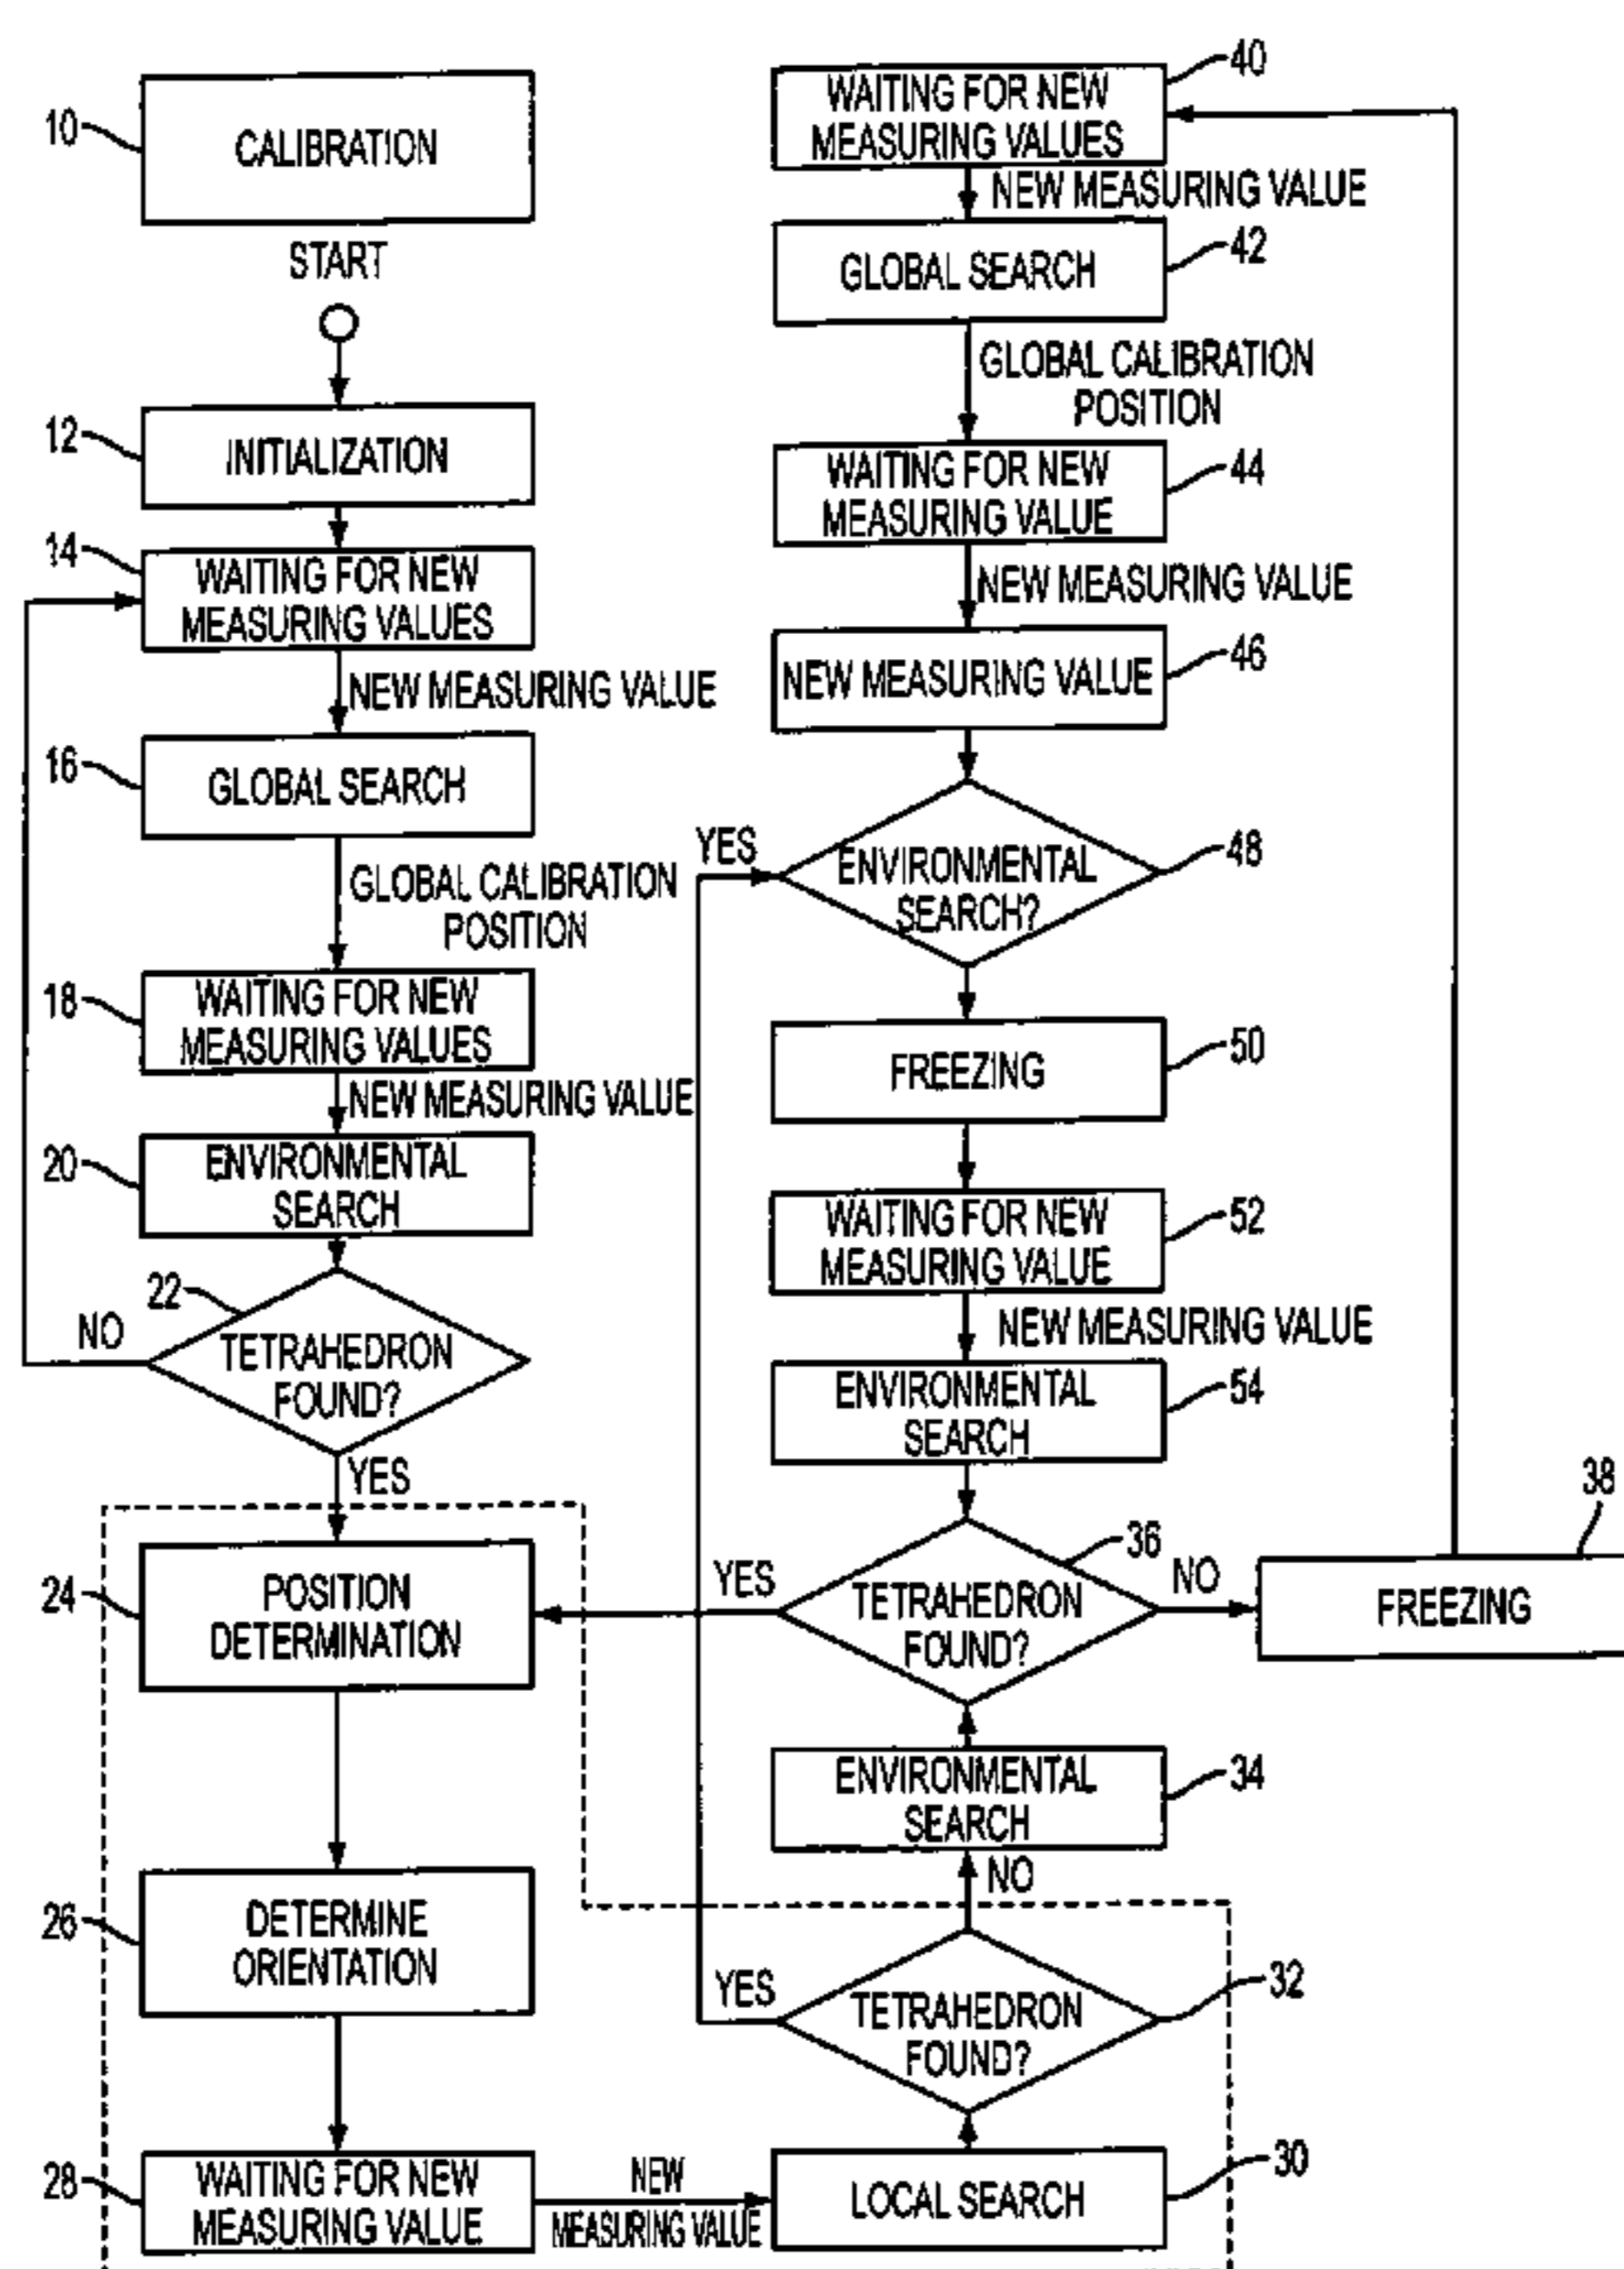 10
CALIBRATION
START
12
INITIALIZATION
14
WAITING FOR NEW
MEASURING VALUES
NEW MEASURING VALUE
16
GLOBAL SEARCH
GLOBAL CALIBRATION
POSITION
18
WAITING FOR NEW
MEASURING VALUES
NEW MEASURING VALUE
20
ENVIRONMENTAL
SEARCH
22
NO
TETRAHEDRON
FOUND?
YES
24
POSITION
DETERMINATION
26
DETERMINE
ORIENTATION
28
WAITING FOR NEW
MEASURING VALUE
NEW
MEASURING VALUE
40
WAITING FOR NEW
MEASURING VALUES
NEW MEASURING VALUE
42
GLOBAL SEARCH
GLOBAL CALIBRATION
POSITION
44
WAITING FOR NEW
MEASURING VALUE
NEW MEASURING VALUE
46
NEW MEASURING VALUE
YES
48
ENVIRONMENTAL
SEARCH?
50
FREEZING
52
WAITING FOR NEW
MEASURING VALUE
NEW MEASURING VALUE
54
ENVIRONMENTAL
SEARCH
36
YES
TETRAHEDRON
FOUND?
NO
38
FREEZING
34
ENVIRONMENTAL
SEARCH
NO
32
YES
TETRAHEDRON
FOUND?
30
LOCAL SEARCH